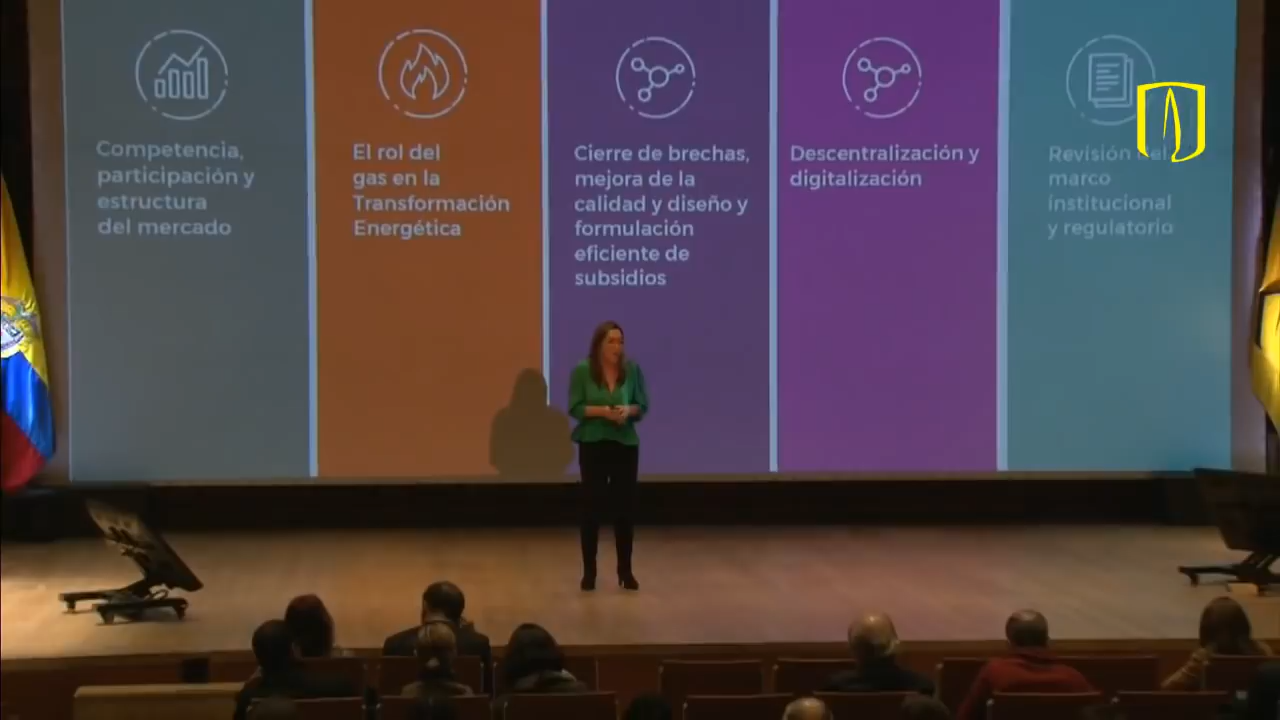 Competencia,
participación y
estructura
del mercado
El rol del
gas en la
Transformación
Energética
Cierre de brechas,
mejora de la
calidad y diseño y
formulación
eficiente de
subsidios
Descentralización y
digitalización
Revisión del
marco
institucional
y regulatorio